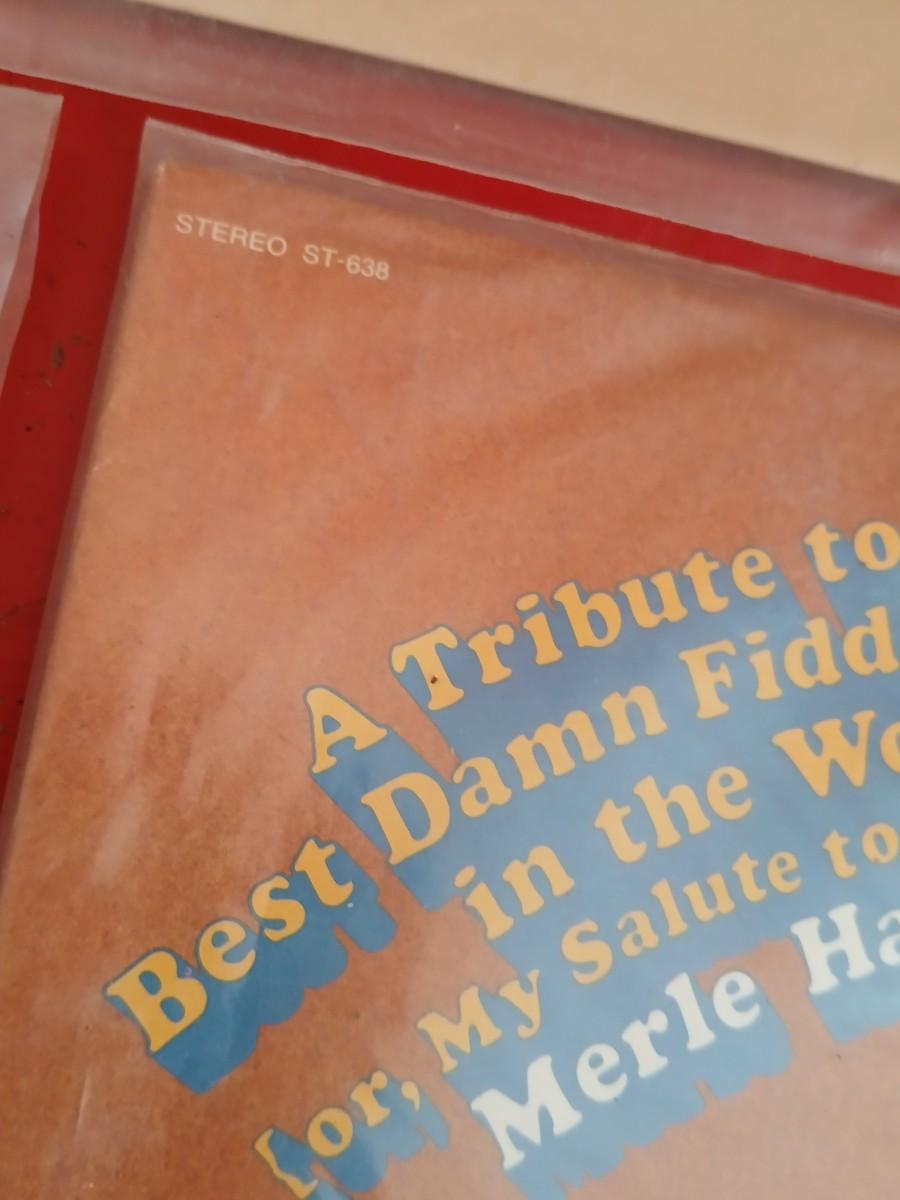 STEREO ST-638
A Tribute to
Best Damn Fidd
in the Wo
[or, My Salute to
Merle Ha